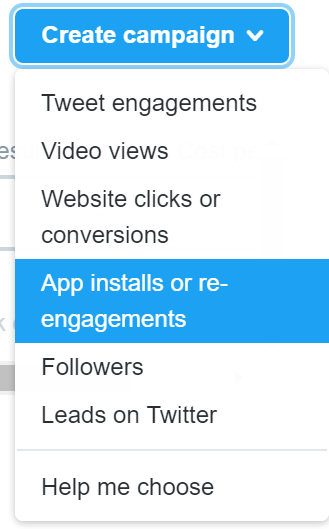 Create campaign
Tweet engagements
Video views
Website clicks or
conversions
App installs or re-
engagements
Followers
Leads on Twitter
Help me choose